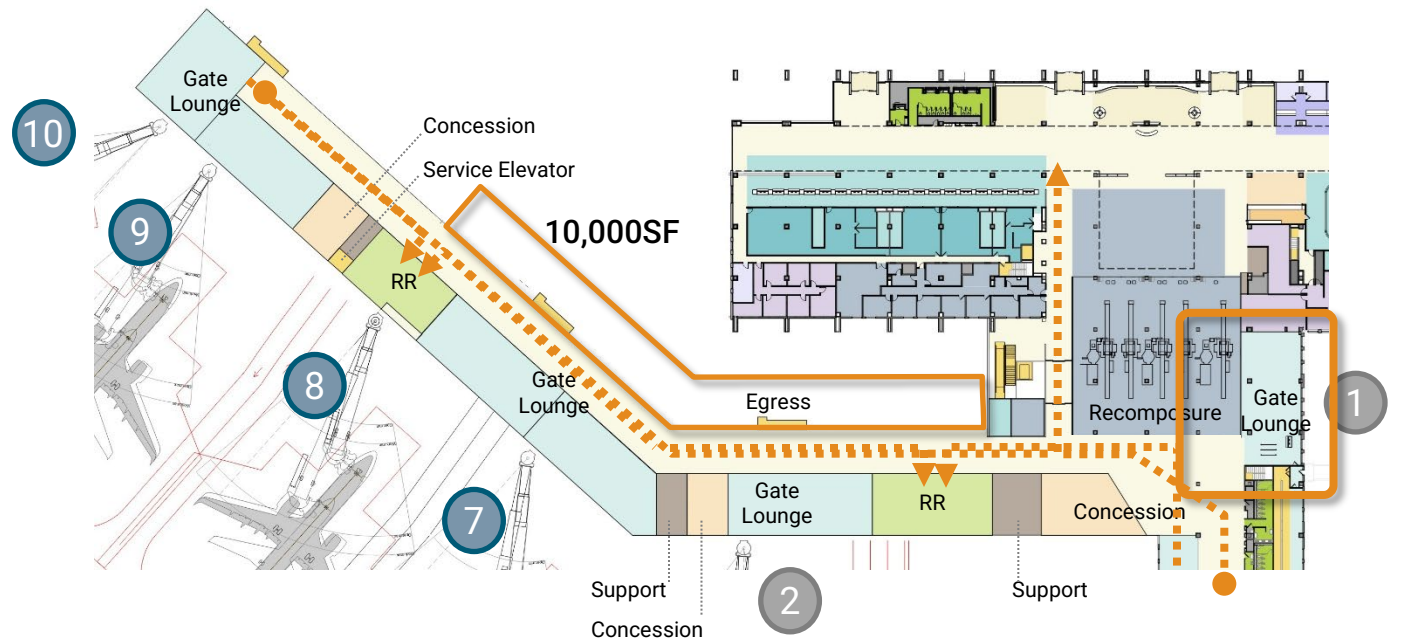 Gate
Lounge
10
Concession
Service Elevator
9
10,000SF
RR
8
Gate
Lounge
Egress
Recomposure
Gate
Lounge
1
7
Gate
Lounge
RR
Concession
Support
Concession
2
Support